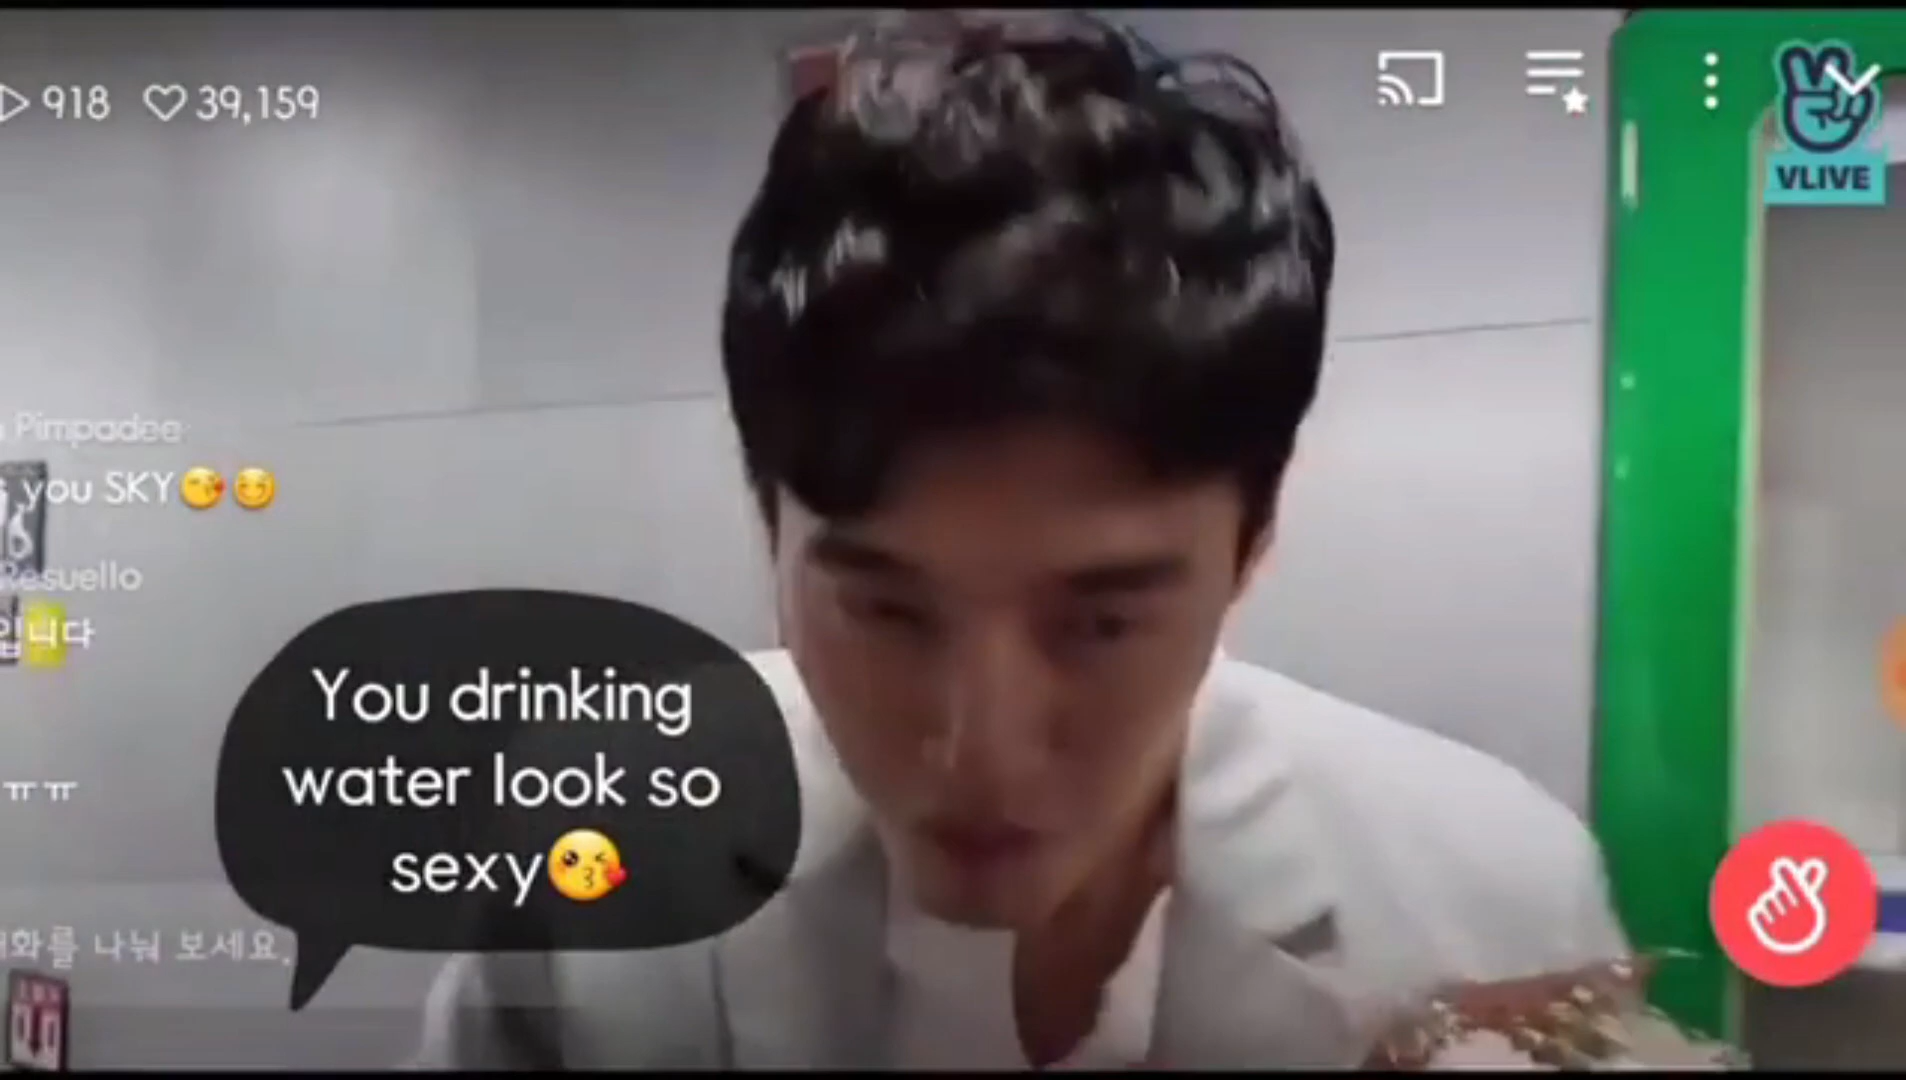 918 39,159
VLIVE
Pimpadee
you SKY😘😊
Resuello
입니다
You drinking
water look so
sexy😘
ㅠㅠ
화를 나눠 보세요.